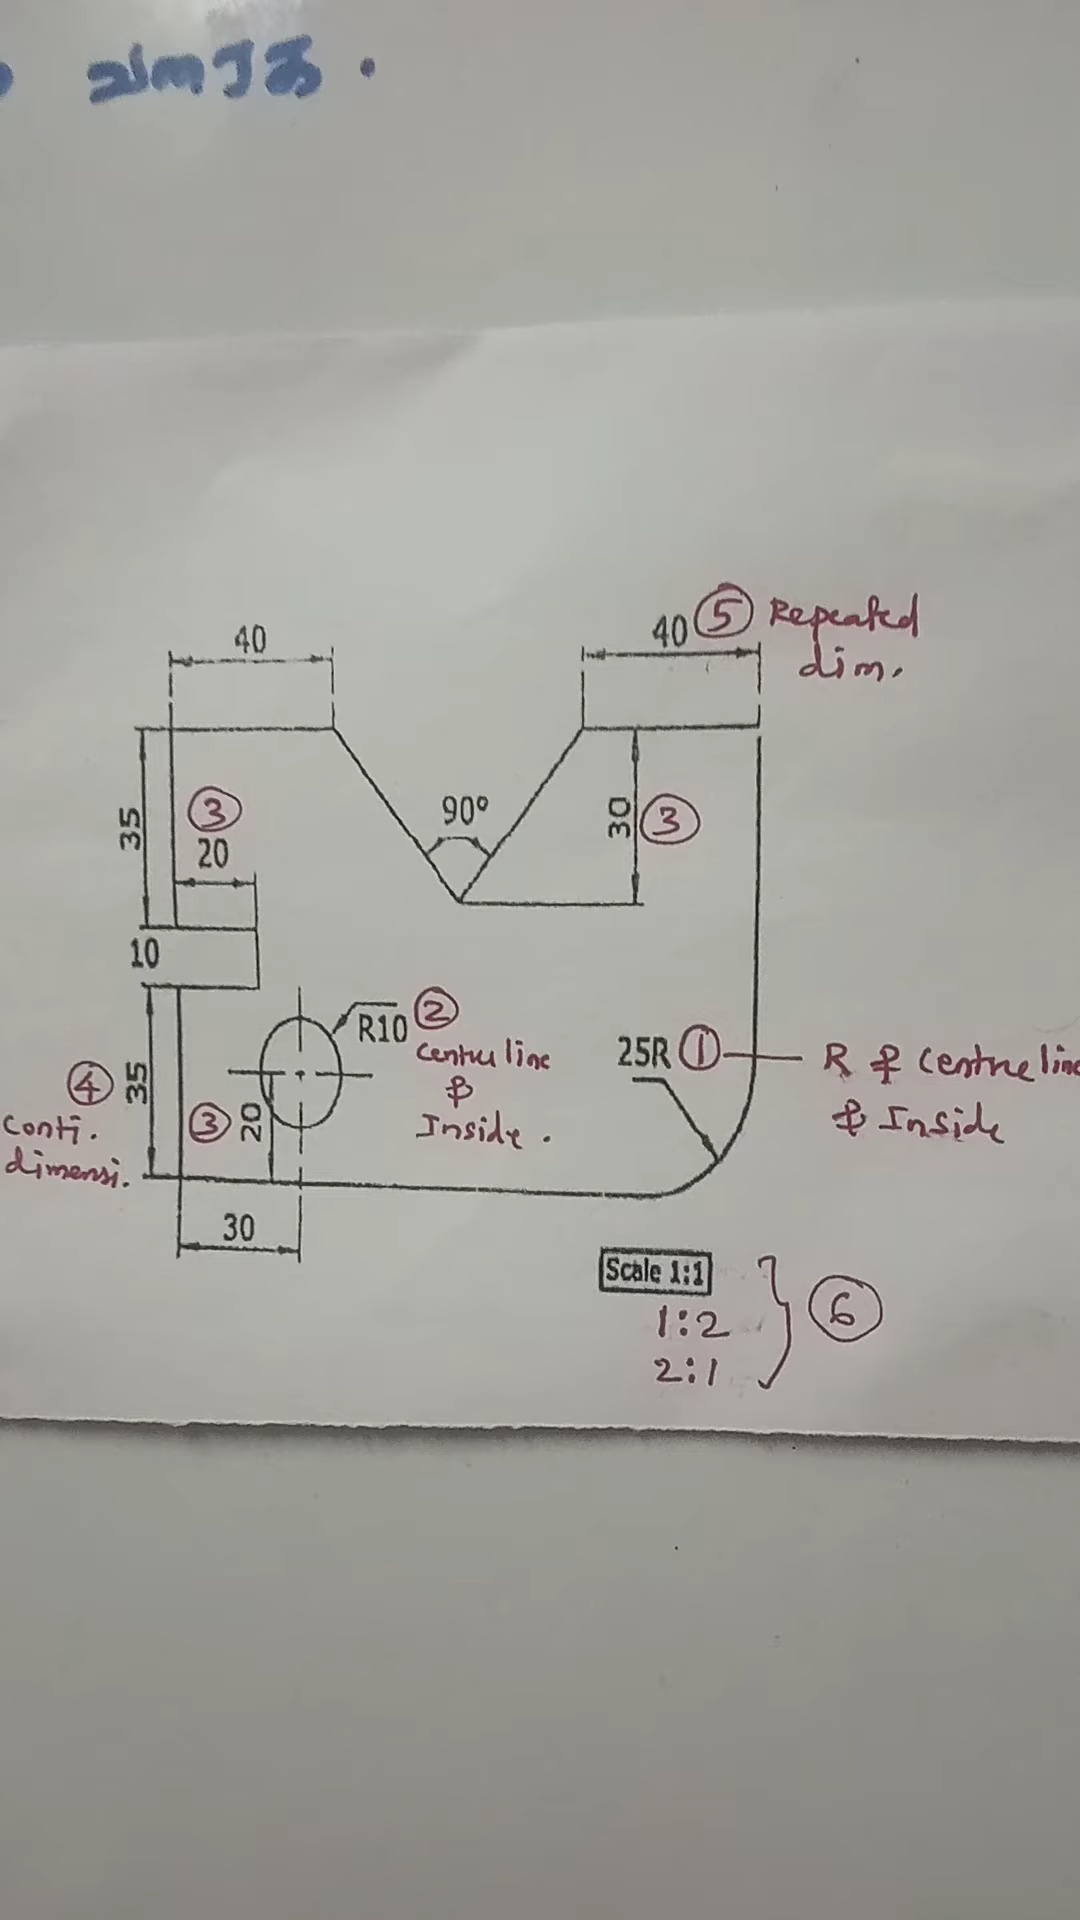 40
40 ⑤ Repeated
dim.
35
③
20
90°
30 ③
10
R10 ②
Centre line
&
Inside.
25R ① R & Centre line
& Inside
④ 35
Conti.
dimensi.
③ 20
30
Scale 1:1
1:2
2:1
⑥